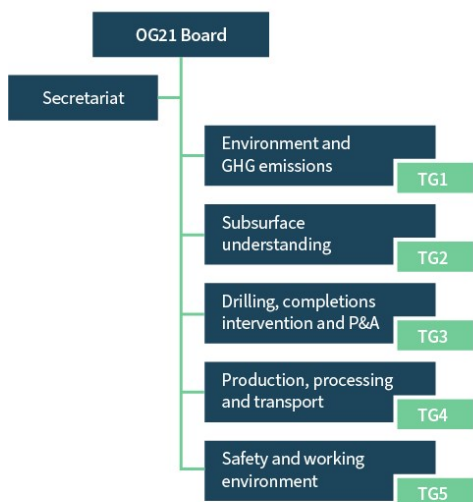 OG21 Board
Secretariat
Environment and
GHG emissions
TG1
Subsurface
understanding
TG2
Drilling, completions
intervention and P&A
TG3
Production, processing
and transport
TG4
Safety and working
environment
TG5